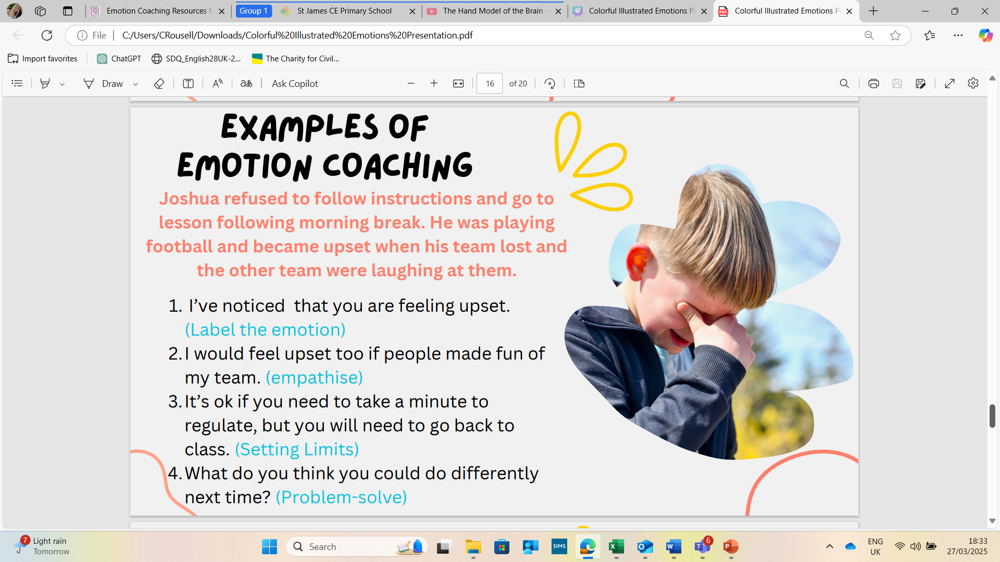 Emotion Coaching Resources f
Group 1
St James CE Primary School
The Hand Model of the Brain -
Colorful Illustrated Emotions P
Colorful Illustrated Emotions P
File
C:/Users/CRousell/Downloads/Colorful%20Illustrated%20Emotions%20Presentation.pdf
Import favorites
ChatGPT
SDQ_English28UK-2...
The Charity for Civil...
Draw
Ask Copilot
16
of 20
EXAMPLES OF
EMOTION COACHING
Joshua refused to follow instructions and go to
lesson following morning break. He was playing
football and became upset when his team lost and
the other team were laughing at them.
1. I’ve noticed  that you are feeling upset.
(Label the emotion)
2. I would feel upset too if people made fun of
my team. (empathise)
3. It’s ok if you need to take a minute to
regulate, but you will need to go back to
class. (Setting Limits)
4. What do you think you could do differently
next time? (Problem-solve)
7
Light rain
Tomorrow
Search
SIMS
6
ENG
UK
18:33
27/03/2025